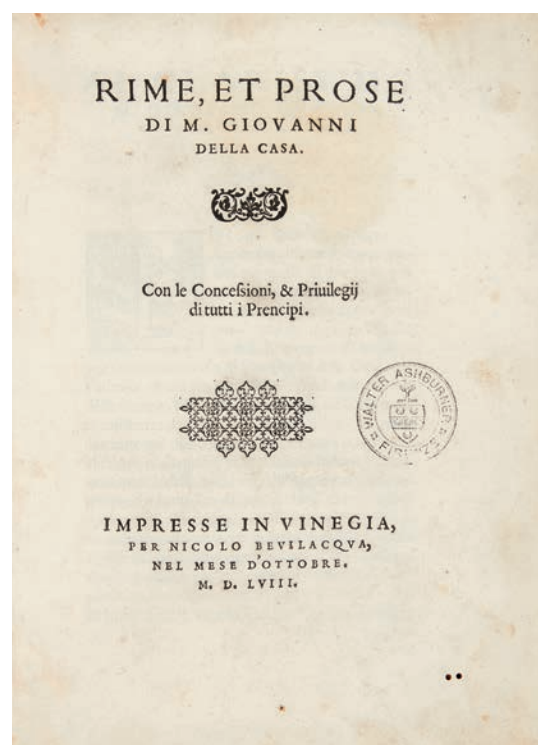 RIME, ET PROSE
DI M. GIOVANNI
DELLA CASA.
Con le Conceſsioni, & Priuilegij
di tutti i Prencipi.
WALTER ASHBURNER
FIRENZE
IMPRESSE IN VINEGIA,
PER NICOLO BEVILACQVA,
NEL MESE D'OTTOBRE.
M. D. LVIII.